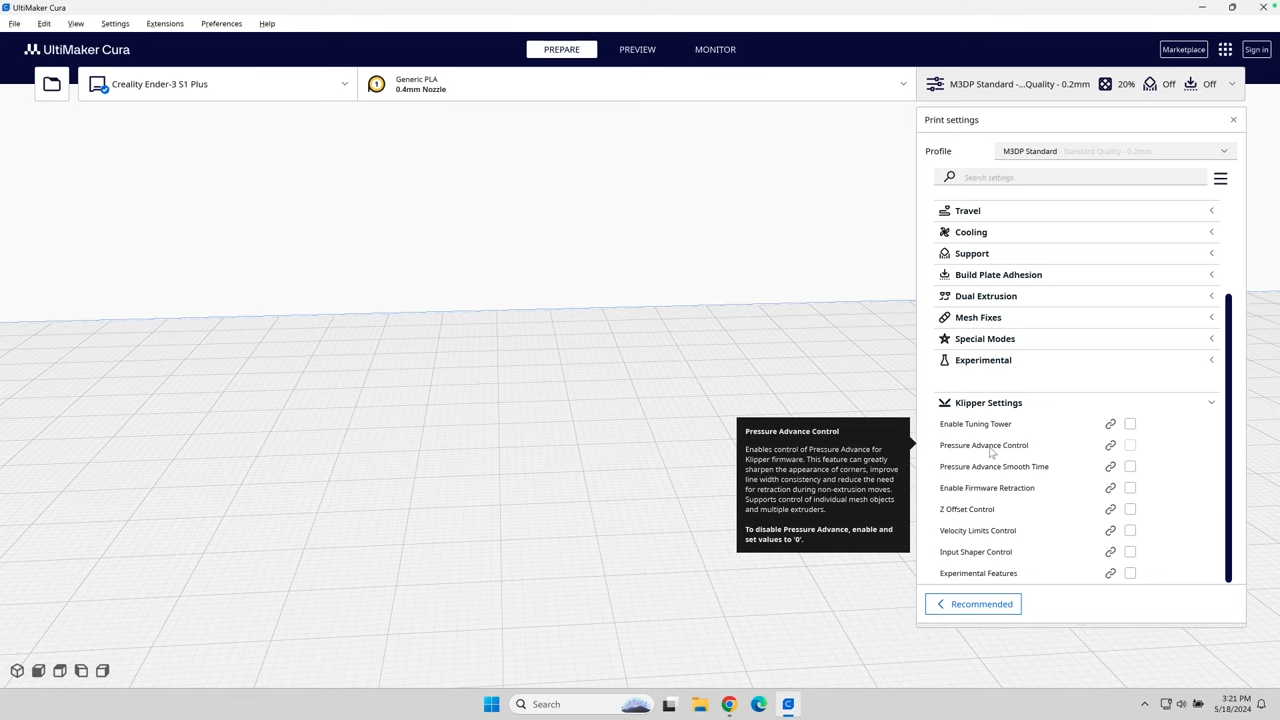 UltiMaker Cura
File Edit View Settings Extensions Preferences Help
UltiMaker Cura
PREPARE PREVIEW MONITOR
Marketplace
Sign in
Creality Ender-3 S1 Plus
1
Generic PLA
0.4mm Nozzle
M3DP Standard -...Quality - 0.2mm 20% Off Off
Print settings
Profile M3DP Standard - Standard Quality - 0.2mm
Search settings
Travel
Cooling
Support
Build Plate Adhesion
Dual Extrusion
Mesh Fixes
Special Modes
Experimental
Klipper Settings
Enable Tuning Tower
Pressure Advance Control
Pressure Advance Smooth Time
Enable Firmware Retraction
Z Offset Control
Velocity Limits Control
Input Shaper Control
Experimental Features
Recommended
Pressure Advance Control
Enables control of Pressure Advance for
Klipper firmware. This feature can greatly
sharpen the appearance of corners, improve
line width consistency and reduce the need
for retraction during non-extrusion moves.
Supports control of individual mesh objects
and multiple extruders.
To disable Pressure Advance, enable and
set values to '0'.
Search
3:21 PM
5/18/2024